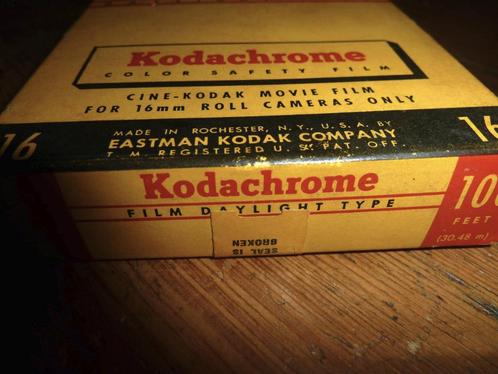 Kodachrome
COLOR SAFETY FILM
CINE-KODAK MOVIE FILM
FOR 16mm ROLL CAMERAS ONLY
16
MADE IN ROCHESTER, N.Y., U.S.A. BY
16
EASTMAN KODAK COMPANY
T.M. REGISTERED U.S. PAT. OFF.
Kodachrome
FILM DAYLIGHT TYPE
100
FEET
(30.48 m)
SEAL IS
BROKEN